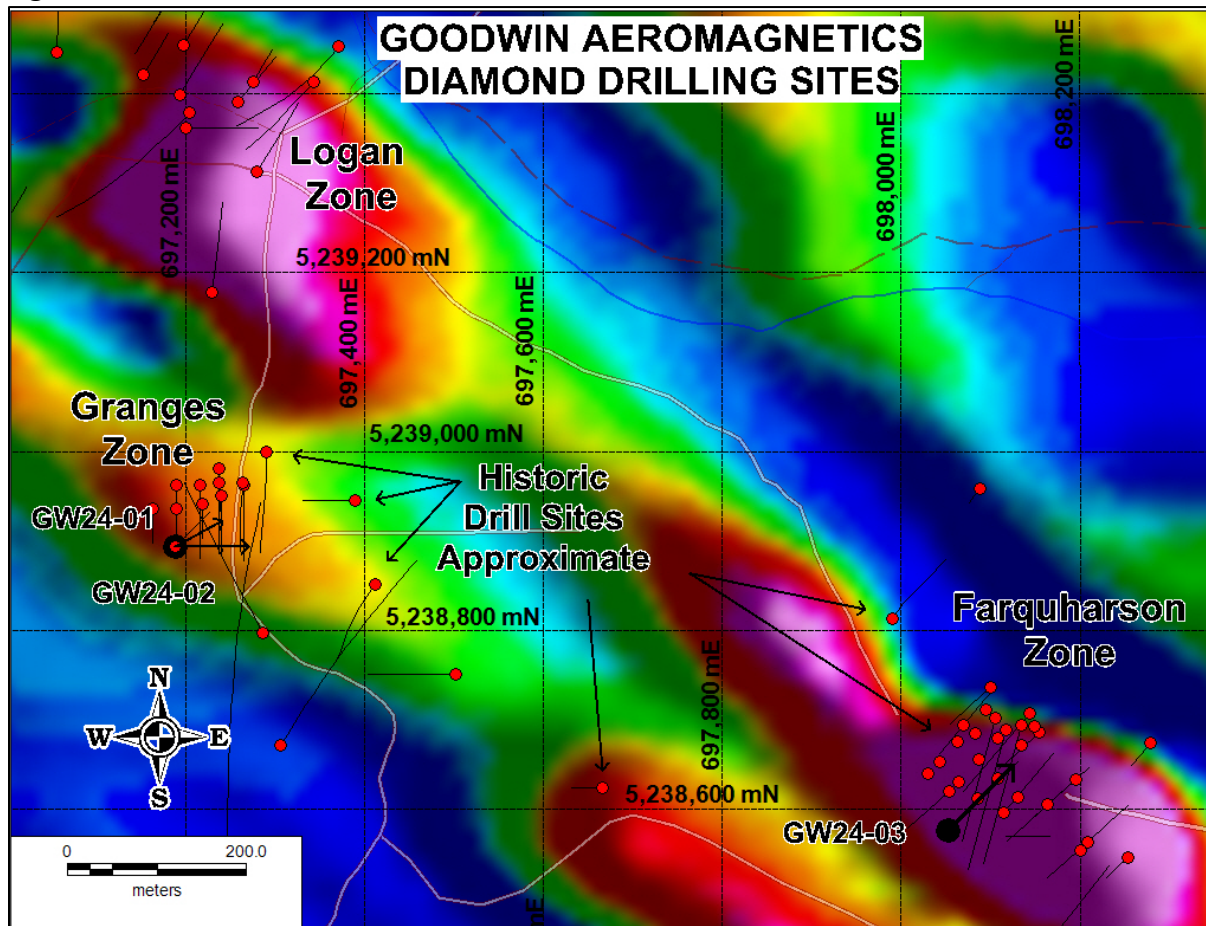 GOODWIN AEROMAGNETICS
DIAMOND DRILLING SITES
698,200 mE
698,000 mE
Logan
Zone
697,200 mE
5,239,200 mN
697,400 mE
697,600 mE
Granges
Zone
5,239,000 mN
Historic
Drill Sites
Approximate
GW24-01
GW24-02
5,238,800 mN
Farquharson
Zone
697,800 mE
N
W
E
S
5,238,600 mN
GW24-03
0
200.0
meters
mE